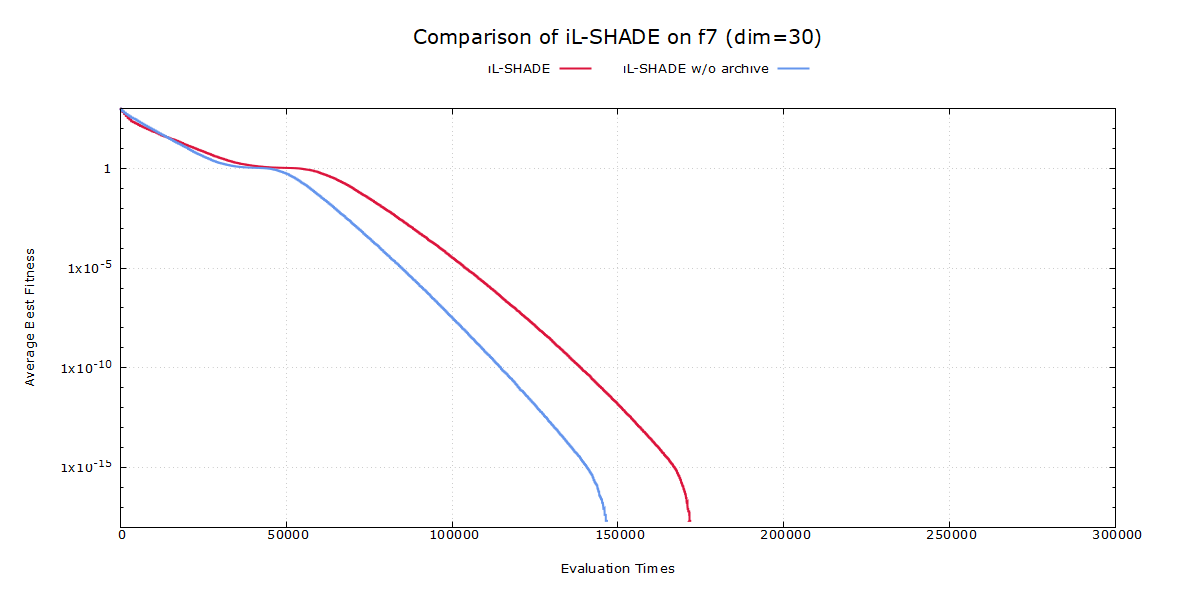 Comparison of iL-SHADE on f7 (dim=30)
iL-SHADE iL-SHADE w/o archive
1
1x10^-5
1x10^-10
1x10^-15
Average Best Fitness
0 50000 100000 150000 200000 250000 300000
Evaluation Times